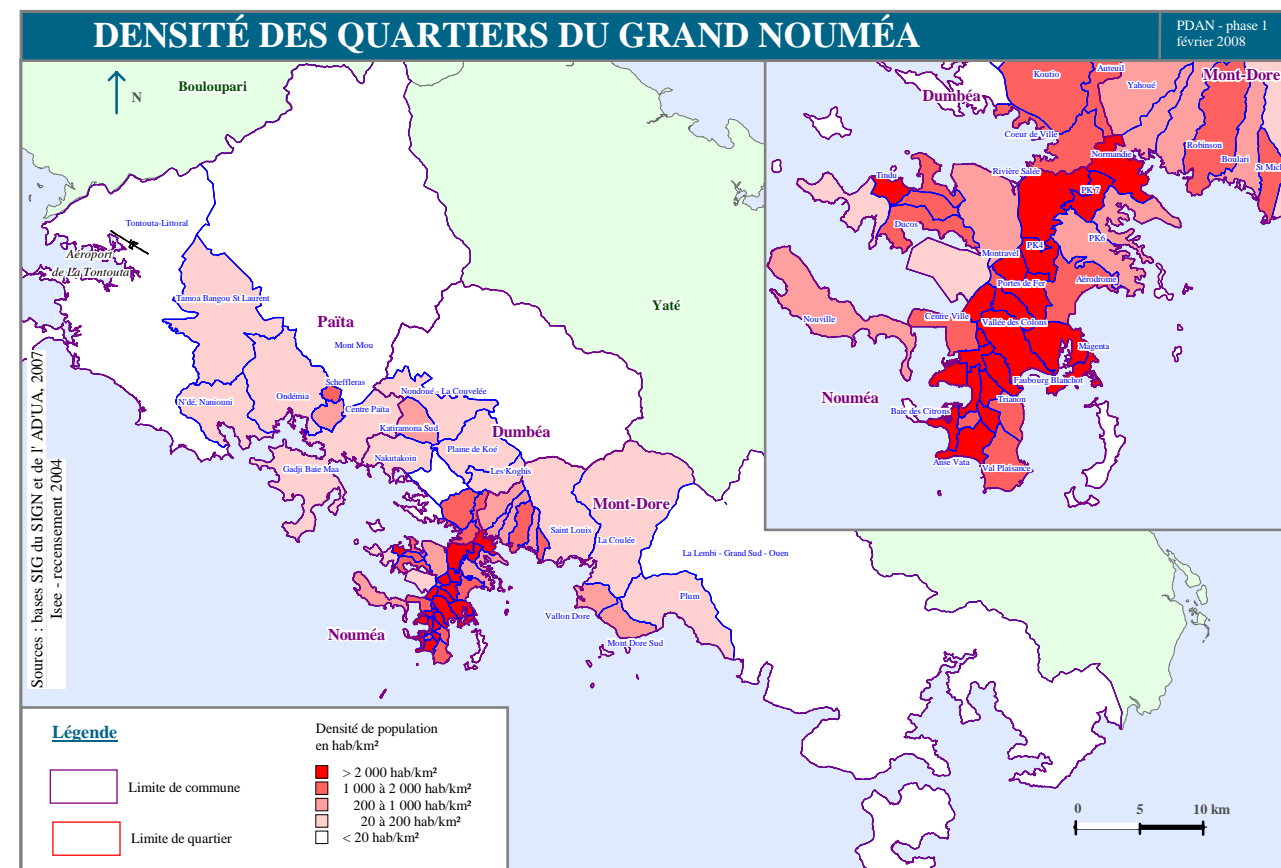 DENSITÉ DES QUARTIERS DU GRAND NOUMÉA
PDAN - phase 1
février 2008
N
Bouloupari
Tontouta-Littoral
Aéroport
de La Tontouta
Tamoa Bangou St Laurent
Païta
Mont Mou
Yaté
Scheffleras
N'dé, Naniouni
Ondémia
Centre Païta
Nondoué - La Couvelée
Katiramona Sud
Dumbéa
Nakutakoin
Plaine de Koé
Gadji Baie Maa
Les Koghis
Mont-Dore
Saint Louis
La Coulée
La Lembi - Grand Sud - Ouen
Plum
Vallon Dore
Mont Dore Sud
Nouméa
Koutio
Auteuil
Yahoué
Mont-Dore
Dumbéa
Coeur de Ville
Normandie
Robinson
Boulari
St Mich
Tindu
Rivière Salée
PK 7
Ducos
PK4
PK6
Montravel
Portes de Fer
Aérodrome
Nouville
Centre Ville
Vallée des Colons
Magenta
Faubourg Blanchot
Nouméa
Baie des Citrons
Trianon
Anse Vata
Val Plaisance
Sources : bases SIG du SIGN et de l' AD'UA, 2007
Isee - recensement 2004
Légende
Limite de commune
Limite de quartier
Densité de population
en hab/km²
> 2 000 hab/km²
1 000 à 2 000 hab/km²
200 à 1 000 hab/km²
20 à 200 hab/km²
< 20 hab/km²
0 5 10 km